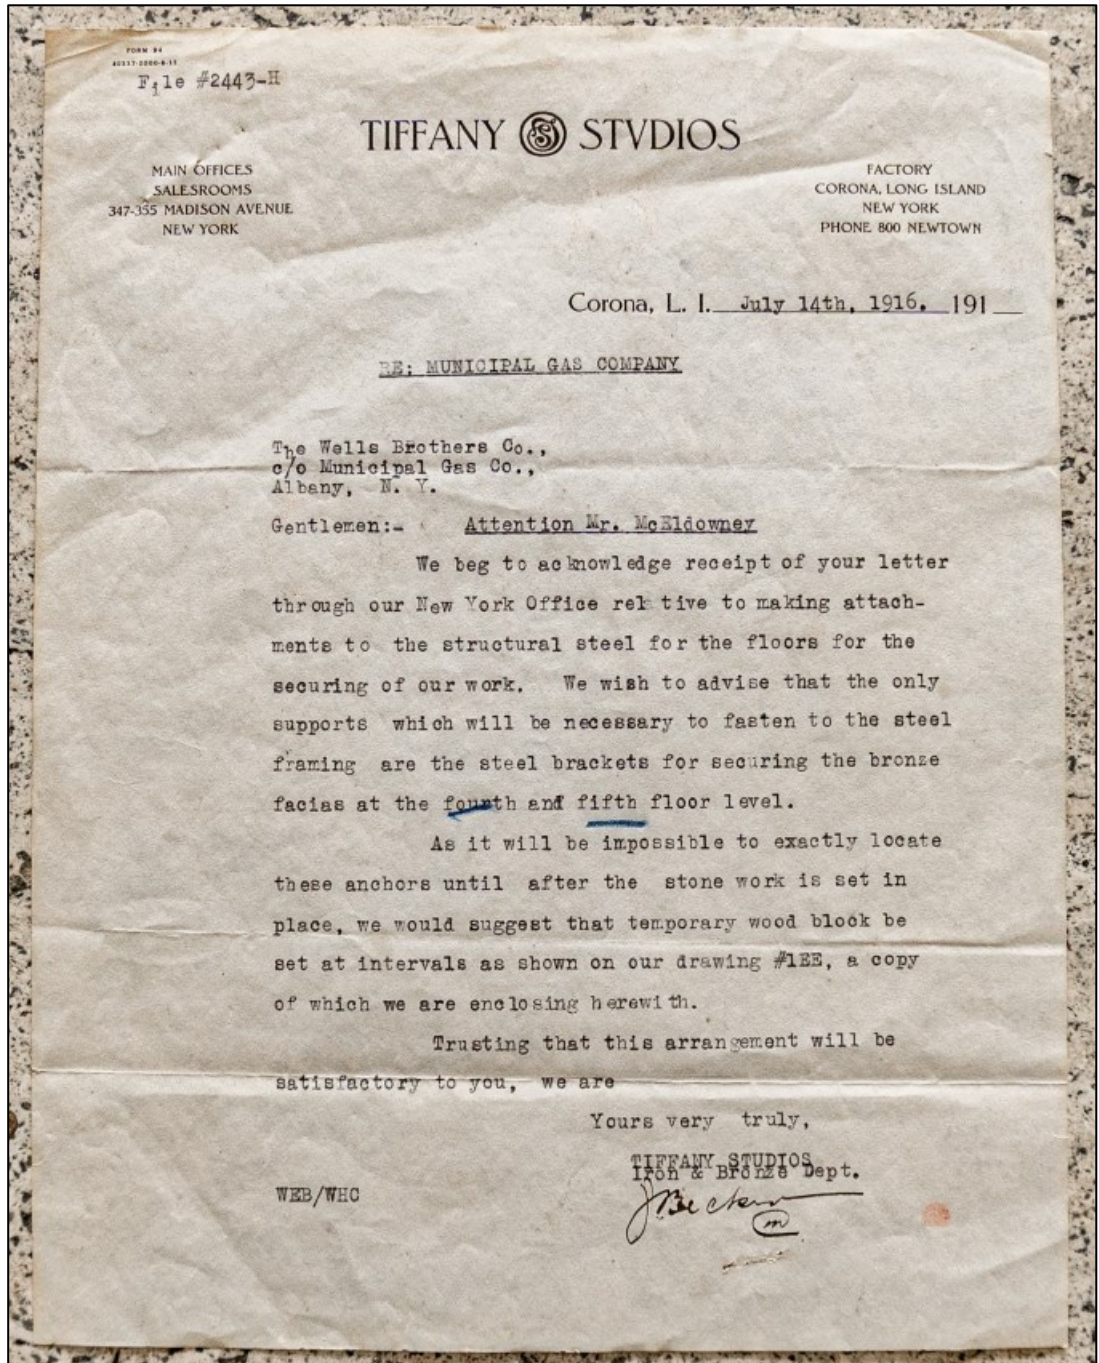 FORM 94
40317-2000-8-15
File #2443-H
TIFFANY STVDIOS
MAIN OFFICES
SALESROOMS
347-355 MADISON AVENUE
NEW YORK
FACTORY
CORONA, LONG ISLAND
NEW YORK
PHONE 800 NEWTOWN
Corona, L. I. July 14th, 1916. 191
RE: MUNICIPAL GAS COMPANY
The Wells Brothers Co.,
c/o Municipal Gas Co.,
Albany, N. Y.
Gentlemen:- Attention Mr. McEldowney
We beg to acknowledge receipt of your letter
through our New York Office rel tive to making attach-
ments to the structural steel for the floors for the
securing of our work. We wish to advise that the only
supports which will be necessary to fasten to the steel
framing are the steel brackets for securing the bronze
facias at the fourth and fifth floor level.
As it will be impossible to exactly locate
these anchors until after the stone work is set in
place, we would suggest that temporary wood block be
set at intervals as shown on our drawing #1EE, a copy
of which we are enclosing herewith.
Trusting that this arrangement will be
satisfactory to you, we are
Yours very truly,
TIFFANY STUDIOS
Iron & Bronze Dept.
WEB/WHC
JBecker
m